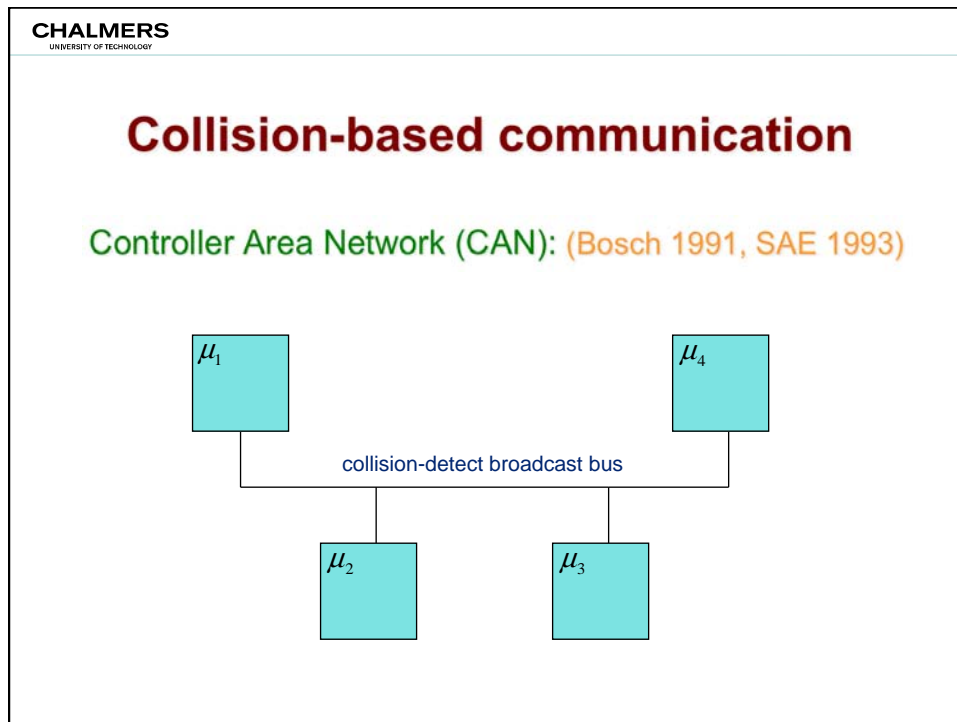 CHALMERS
UNIVERSITY OF TECHNOLOGY
Collision-based communication
Controller Area Network (CAN): (Bosch 1991, SAE 1993)
μ₁
μ₄
collision-detect broadcast bus
μ₂
μ₃